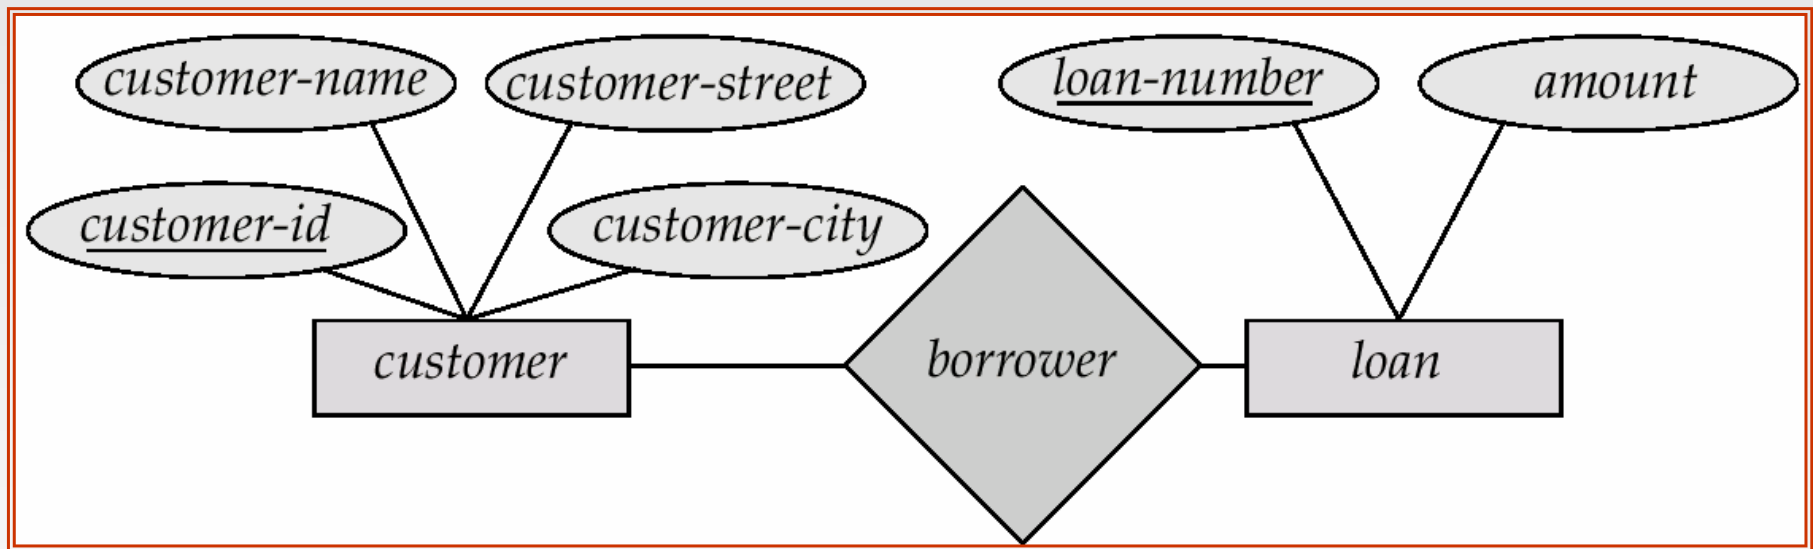 customer-name
customer-street
loan-number
amount
customer-id
customer-city
customer
borrower
loan